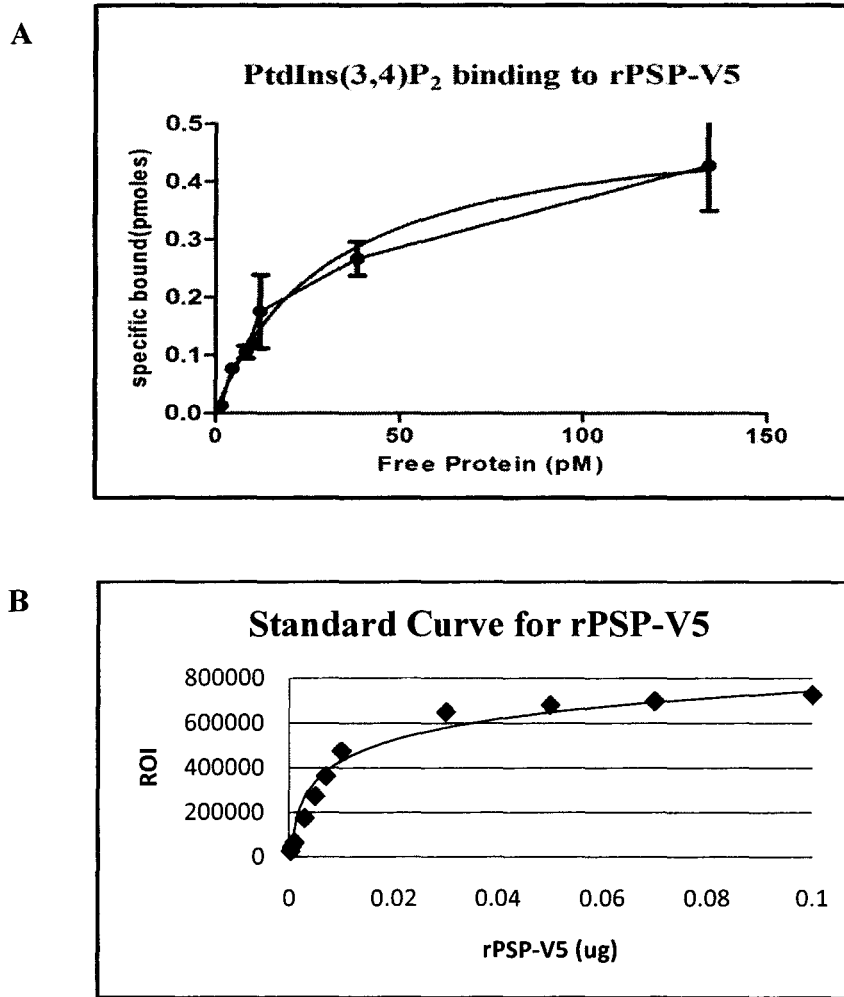 A
PtdIns(3,4)P₂ binding to rPSP-V5
specific bound(pmoles)
0.5
0.4
0.3
0.2
0.1
0.0
0 50 100 150
Free Protein (pM)
B
Standard Curve for rPSP-V5
ROI
800000
600000
400000
200000
0
0 0.02 0.04 0.06 0.08 0.1
rPSP-V5 (ug)